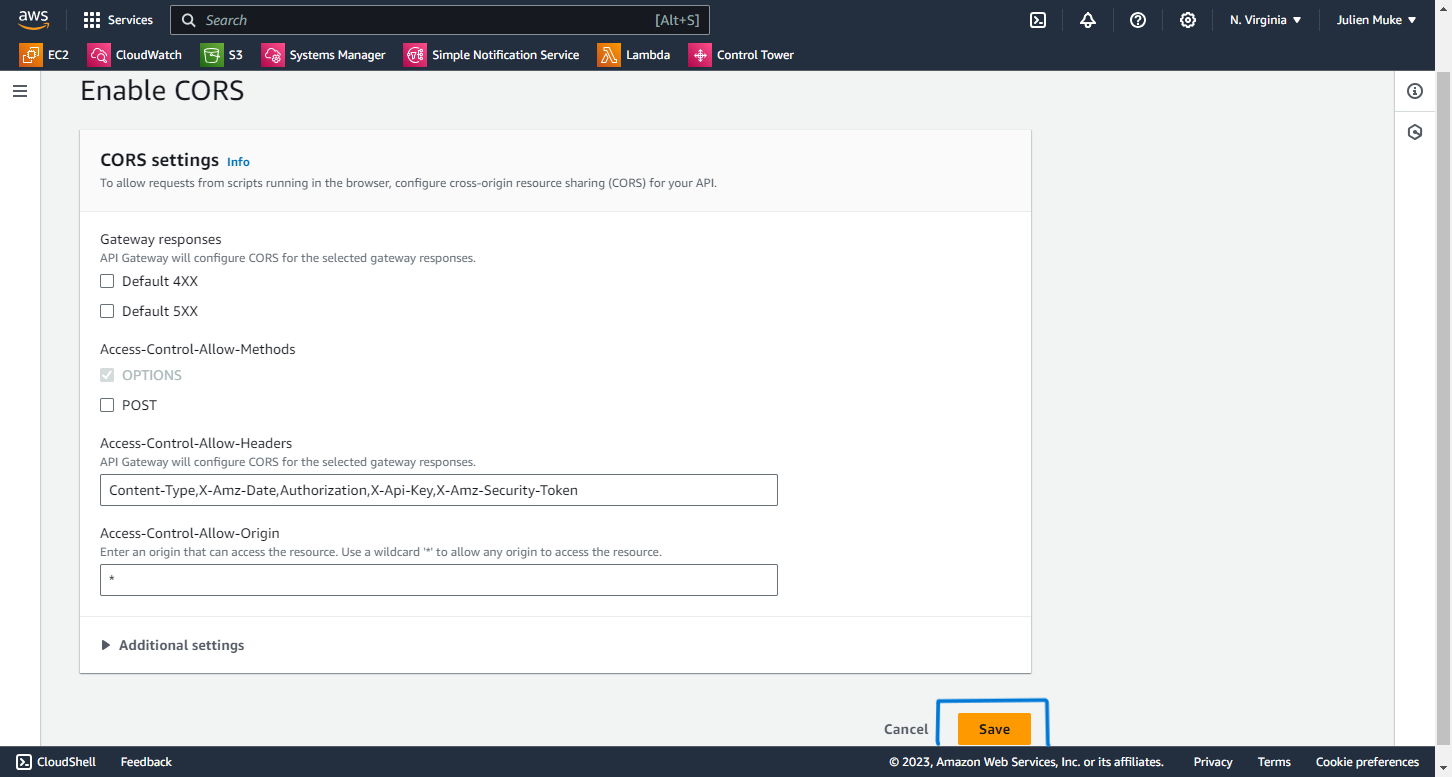 aws
Services
Search
[Alt+S]
N. Virginia
Julien Muke
EC2
CloudWatch
S3
Systems Manager
Simple Notification Service
Lambda
Control Tower
Enable CORS
CORS settings Info
To allow requests from scripts running in the browser, configure cross-origin resource sharing (CORS) for your API.
Gateway responses
API Gateway will configure CORS for the selected gateway responses.
Default 4XX
Default 5XX
Access-Control-Allow-Methods
OPTIONS
POST
Access-Control-Allow-Headers
API Gateway will configure CORS for the selected gateway responses.
Content-Type,X-Amz-Date,Authorization,X-Api-Key,X-Amz-Security-Token
Access-Control-Allow-Origin
Enter an origin that can access the resource. Use a wildcard '*' to allow any origin to access the resource.
*
Additional settings
Cancel
Save
CloudShell
Feedback
© 2023, Amazon Web Services, Inc. or its affiliates.
Privacy
Terms
Cookie preferences